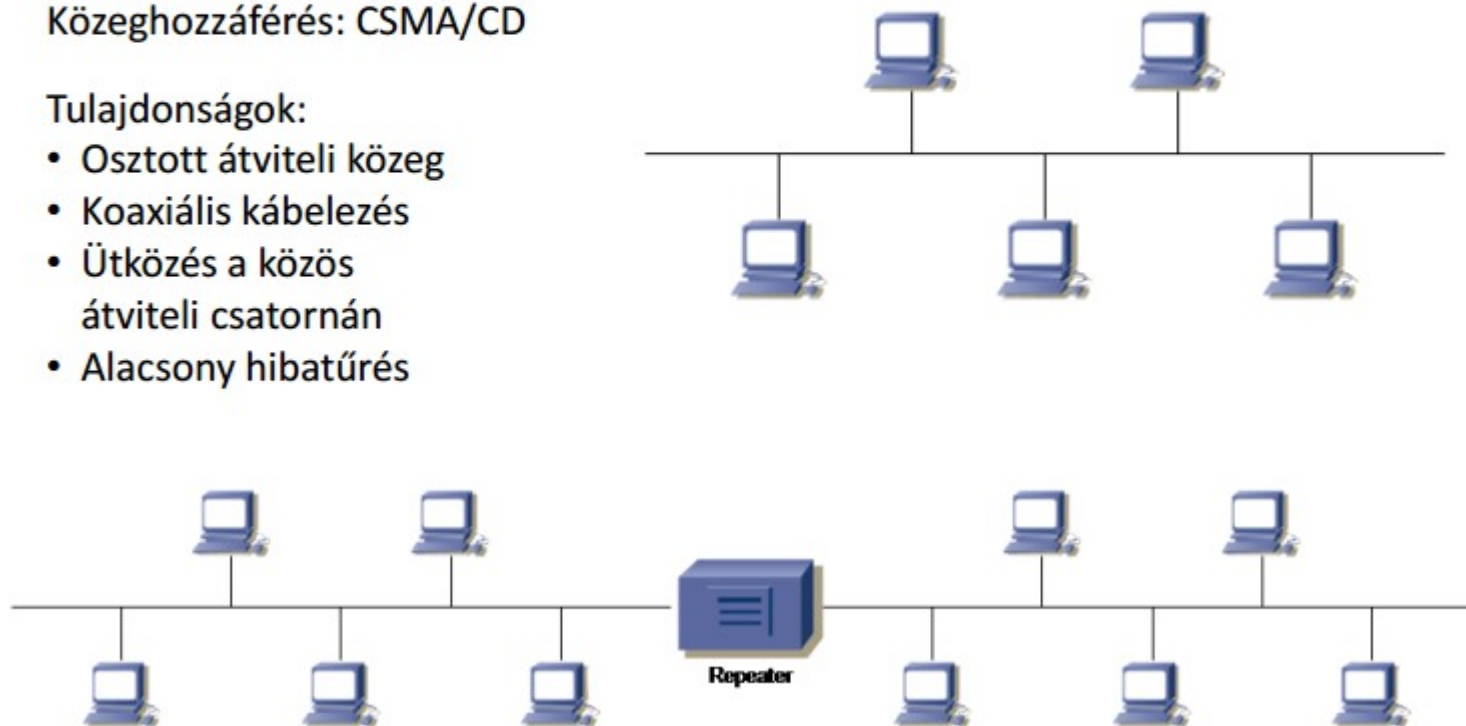 Közeghozzáférés: CSMA/CD
Tulajdonságok:
• Osztott átviteli közeg
• Koaxiális kábelezés
• Ütközés a közös
átviteli csatornán
• Alacsony hibatűrés
Repeater